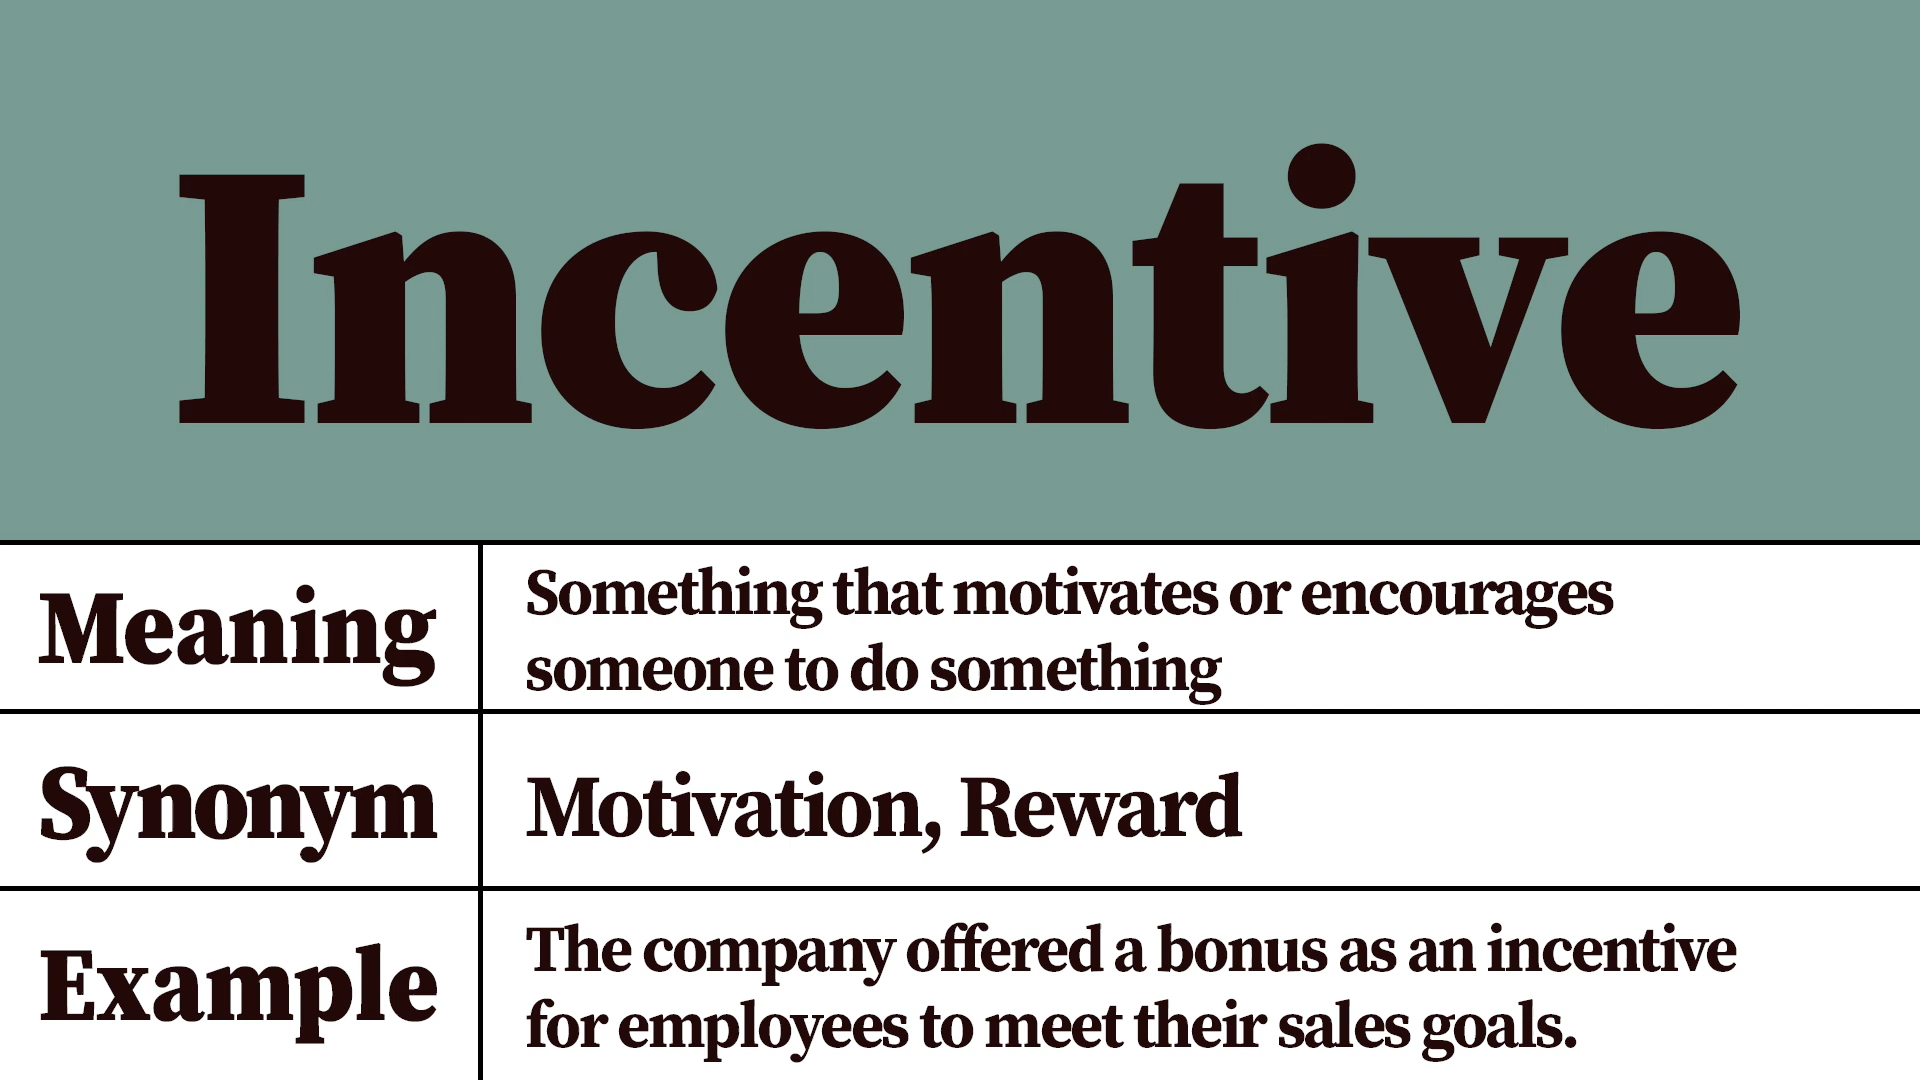 Incentive
Meaning
Something that motivates or encourages
someone to do something
Synonym
Motivation, Reward
Example
The company offered a bonus as an incentive
for employees to meet their sales goals.